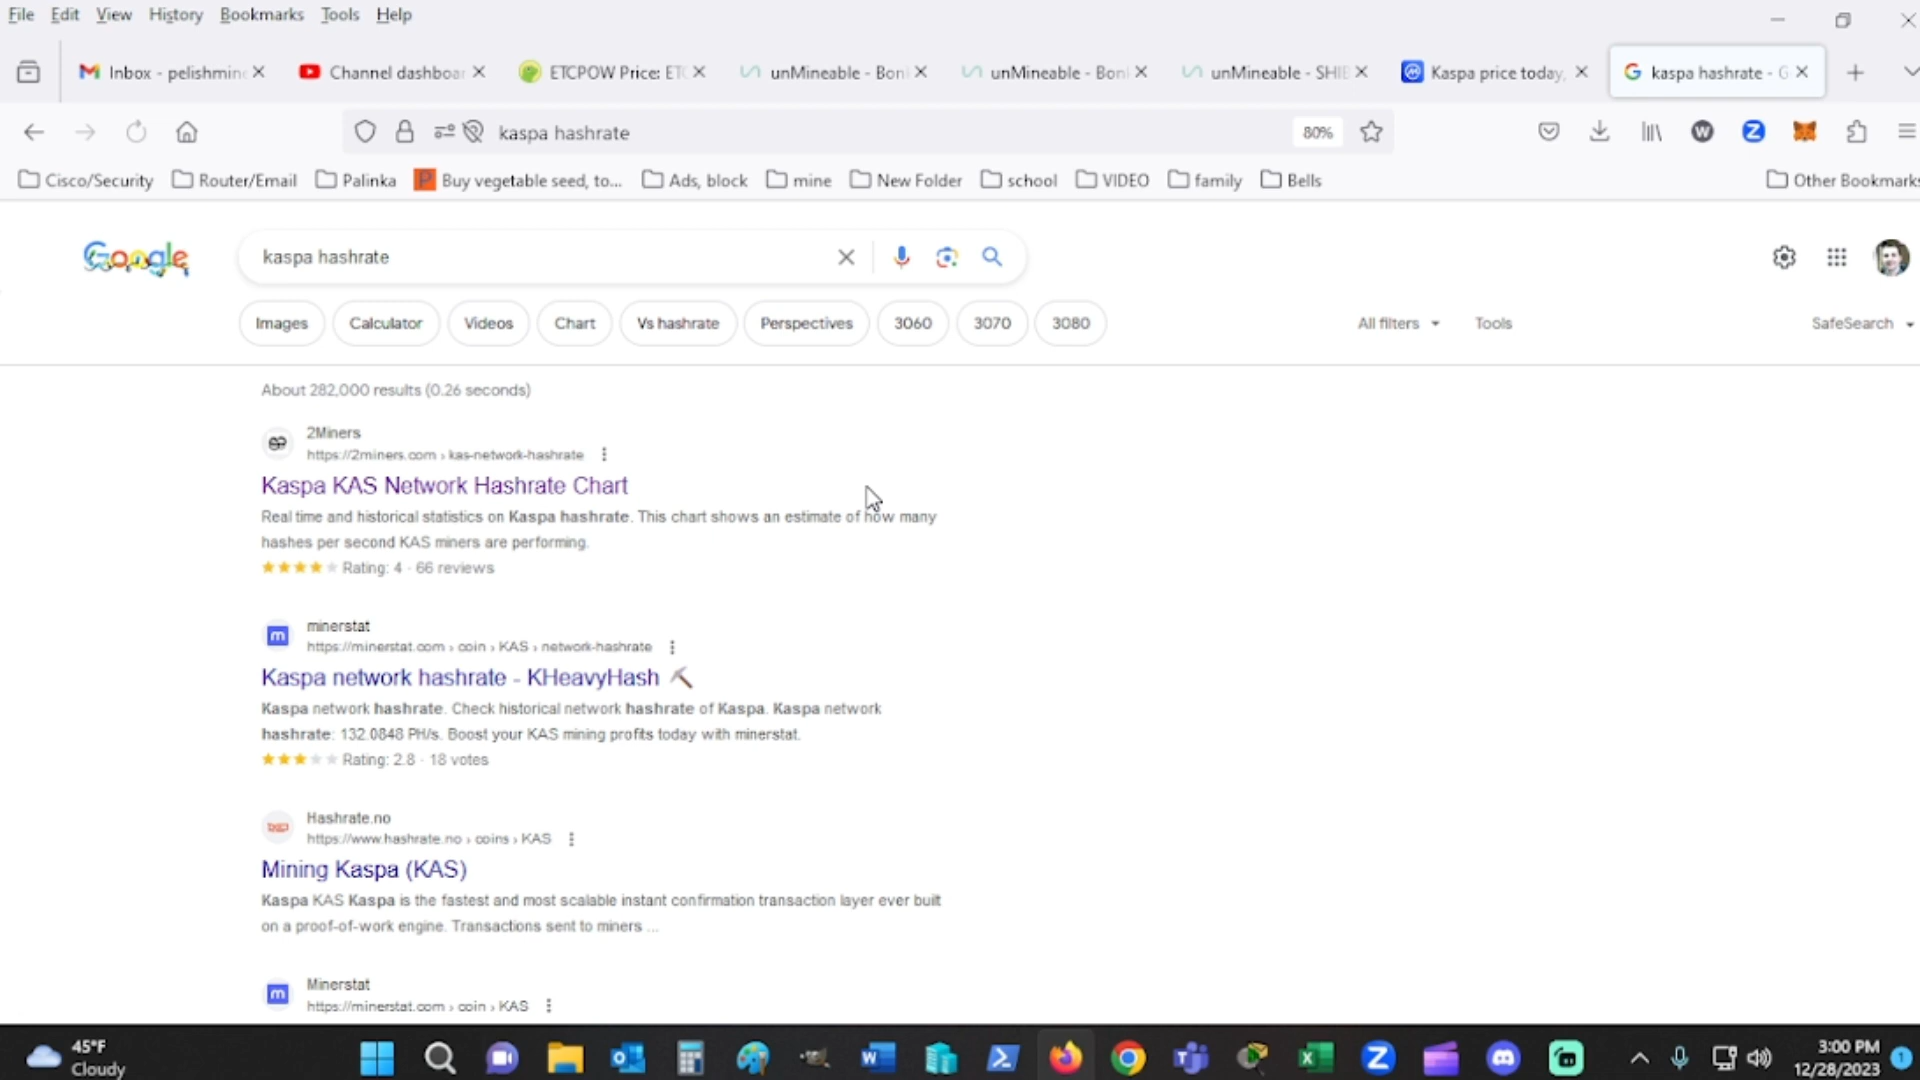 File Edit View History Bookmarks Tools Help
Inbox - pelishmine Channel dashboar ETCPOW Price: ET unMineable - Bon unMineable - Bon unMineable - SHIB Kaspa price today, kaspa hashrate - G
kaspa hashrate 80%
Cisco/Security Router/Email Palinka Buy vegetable seed, to... Ads, block mine New Folder school VIDEO family Bells Other Bookmarks
Google kaspa hashrate
Images Calculator Videos Chart Vs hashrate Perspectives 3060 3070 3080 All filters Tools SafeSearch
About 282,000 results (0.26 seconds)
2Miners
https://2miners.com › kas-network-hashrate
Kaspa KAS Network Hashrate Chart
Real time and historical statistics on Kaspa hashrate. This chart shows an estimate of how many
hashes per second KAS miners are performing.
Rating: 4 · 66 reviews
minerstat
https://minerstat.com › coin › KAS › network-hashrate
Kaspa network hashrate - KHeavyHash
Kaspa network hashrate. Check historical network hashrate of Kaspa. Kaspa network
hashrate: 132.0848 PH/s. Boost your KAS mining profits today with minerstat.
Rating: 2.8 · 18 votes
Hashrate.no
https://www.hashrate.no › coins › KAS
Mining Kaspa (KAS)
Kaspa KAS Kaspa is the fastest and most scalable instant confirmation transaction layer ever built
on a proof-of-work engine. Transactions sent to miners ...
Minerstat
https://minerstat.com › coin › KAS
45°F
Cloudy
3:00 PM
12/28/2023
1